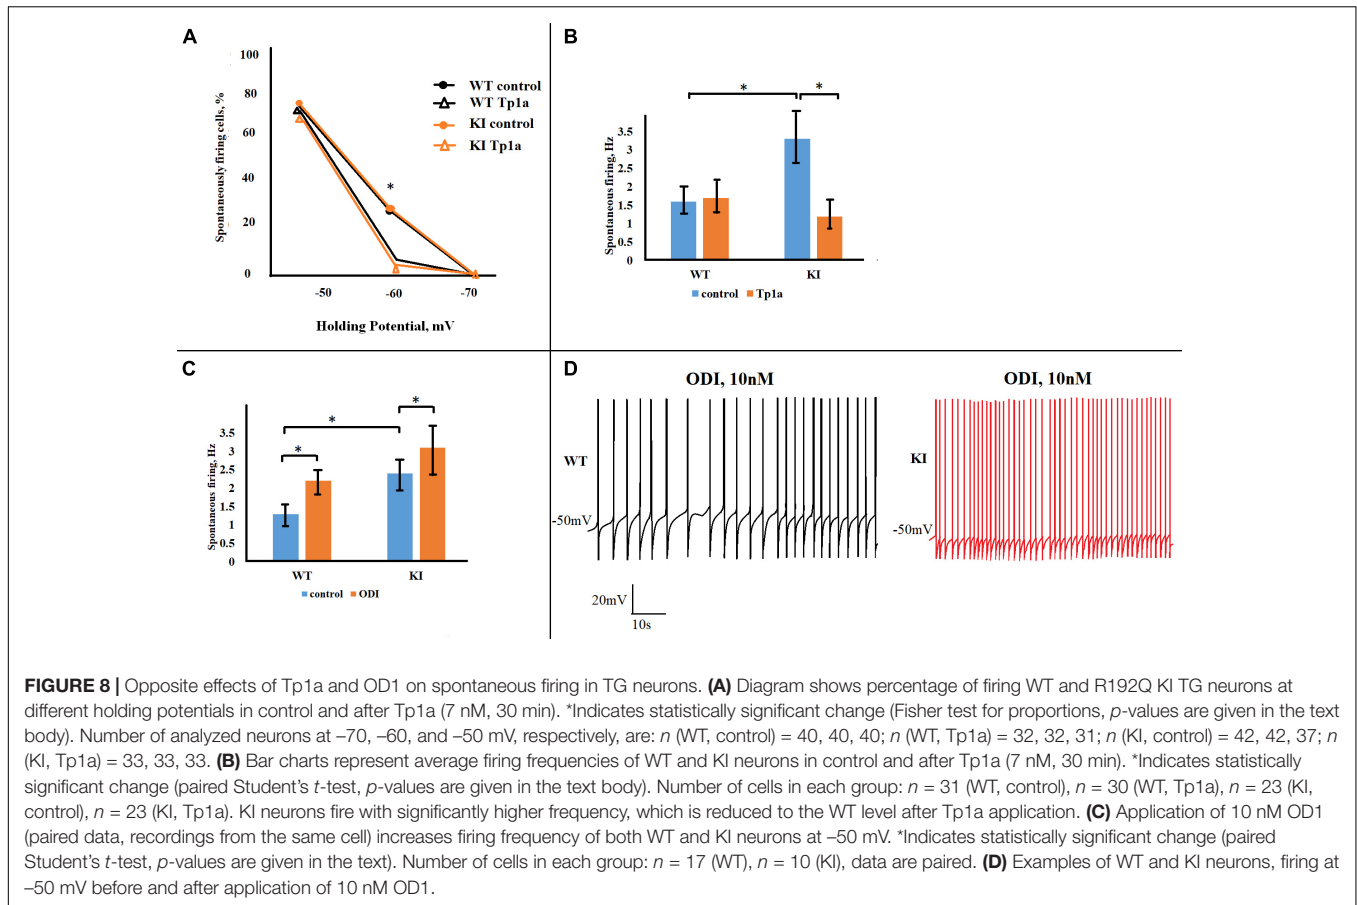 A
100
80
60
40
20
0
Spontaneously firing cells, %
-50
-60
-70
Holding Potential, mV
WT control
WT Tp1a
KI control
KI Tp1a
*
B
3.5
3
2.5
2
1.5
1
0.5
0
Spontaneous firing, Hz
*
*
WT
KI
control
Tp1a
C
3.5
3
2.5
2
1.5
1
0.5
0
Spontaneous firing, Hz
*
*
*
WT
KI
control
ODI
D
ODI, 10nM
WT
-50mV
20mV
10s
ODI, 10nM
KI
-50mV
FIGURE 8 | Opposite effects of Tp1a and OD1 on spontaneous firing in TG neurons. (A) Diagram shows percentage of firing WT and R192Q KI TG neurons at
different holding potentials in control and after Tp1a (7 nM, 30 min). *Indicates statistically significant change (Fisher test for proportions, p-values are given in the text
body). Number of analyzed neurons at –70, –60, and –50 mV, respectively, are: n (WT, control) = 40, 40, 40; n (WT, Tp1a) = 32, 32, 31; n (KI, control) = 42, 42, 37; n
(KI, Tp1a) = 33, 33, 33. (B) Bar charts represent average firing frequencies of WT and KI neurons in control and after Tp1a (7 nM, 30 min). *Indicates statistically
significant change (paired Student's t-test, p-values are given in the text body). Number of cells in each group: n = 31 (WT, control), n = 30 (WT, Tp1a), n = 23 (KI,
control), n = 23 (KI, Tp1a). KI neurons fire with significantly higher frequency, which is reduced to the WT level after Tp1a application. (C) Application of 10 nM OD1
(paired data, recordings from the same cell) increases firing frequency of both WT and KI neurons at –50 mV. *Indicates statistically significant change (paired
Student's t-test, p-values are given in the text). Number of cells in each group: n = 17 (WT), n = 10 (KI), data are paired. (D) Examples of WT and KI neurons, firing at
–50 mV before and after application of 10 nM OD1.